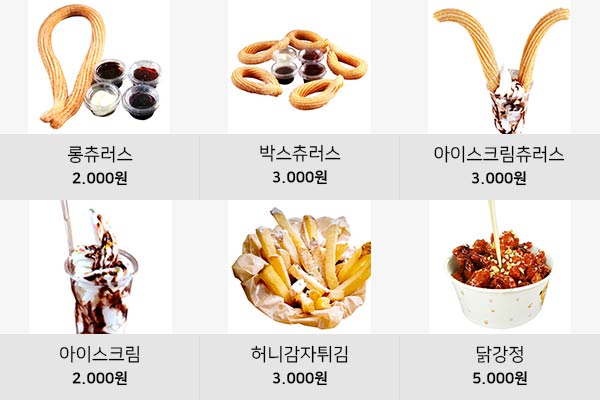 롱츄러스
2.000원
박스츄러스
3.000원
아이스크림츄러스
3.000원
아이스크림
2.000원
허니감자튀김
3.000원
닭강정
5.000원